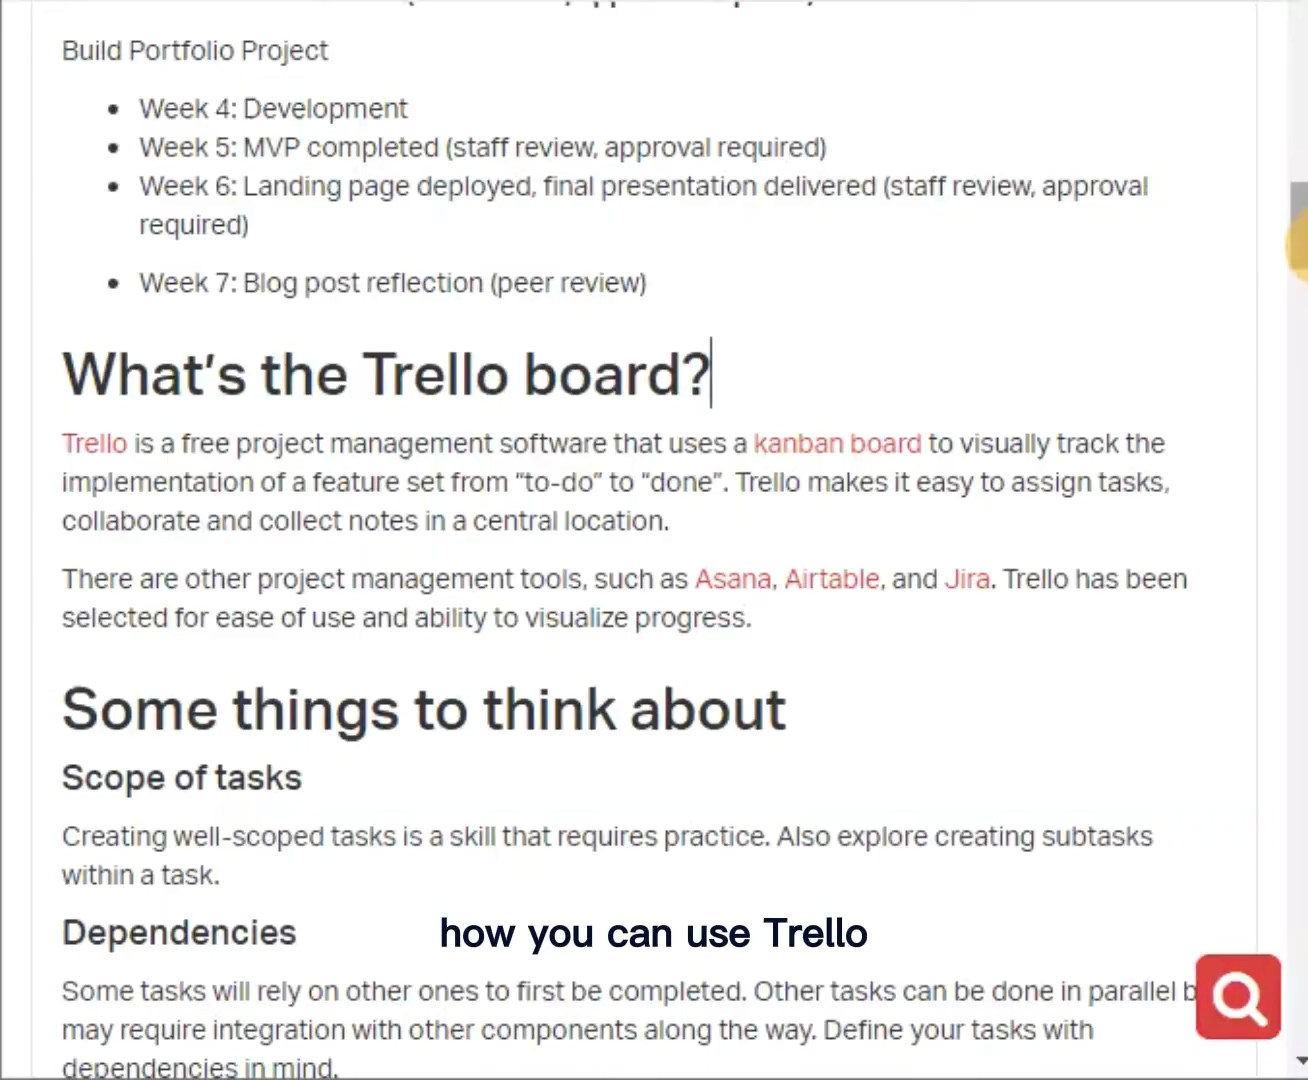 Build Portfolio Project
• Week 4: Development
• Week 5: MVP completed (staff review, approval required)
• Week 6: Landing page deployed, final presentation delivered (staff review, approval
required)
• Week 7: Blog post reflection (peer review)
What's the Trello board?
Trello is a free project management software that uses a kanban board to visually track the
implementation of a feature set from “to-do” to “done”. Trello makes it easy to assign tasks,
collaborate and collect notes in a central location.
There are other project management tools, such as Asana, Airtable, and Jira. Trello has been
selected for ease of use and ability to visualize progress.
Some things to think about
Scope of tasks
Creating well-scoped tasks is a skill that requires practice. Also explore creating subtasks
within a task.
Dependencies
how you can use Trello
Some tasks will rely on other ones to first be completed. Other tasks can be done in parallel
may require integration with other components along the way. Define your tasks with
dependencies in mind.